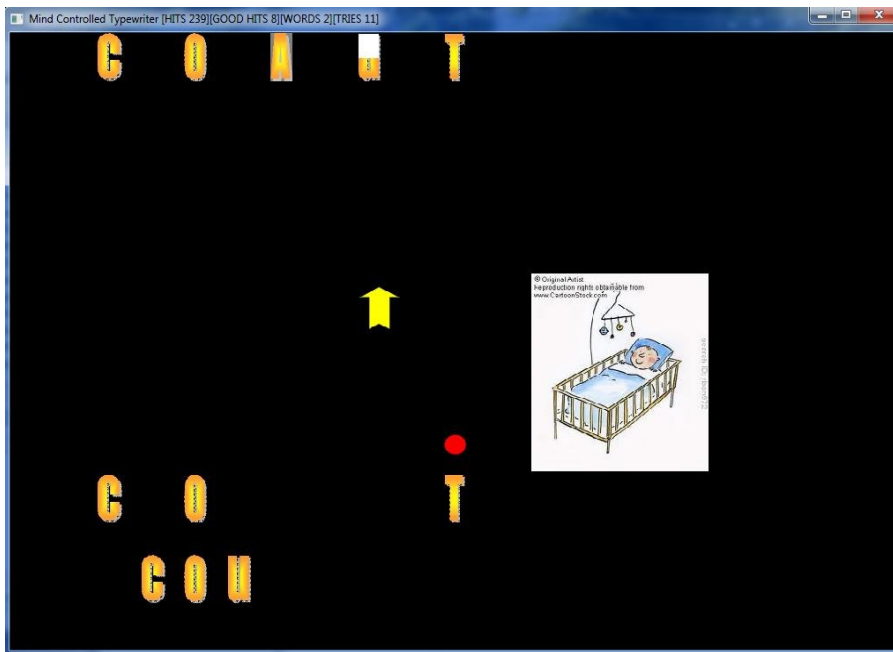 Mind Controlled Typewriter [HITS 239][GOOD HITS 8][WORDS 2][TRIES 11]
C O A U T
© Original Artist
Reproduction rights obtainable from
www.CartoonStock.com
C O T
C O U